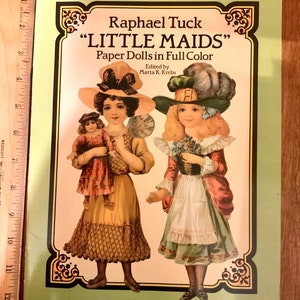 Raphael Tuck
"LITTLE MAIDS"
Paper Dolls in Full Color
Edited by
Marta K. Krebs